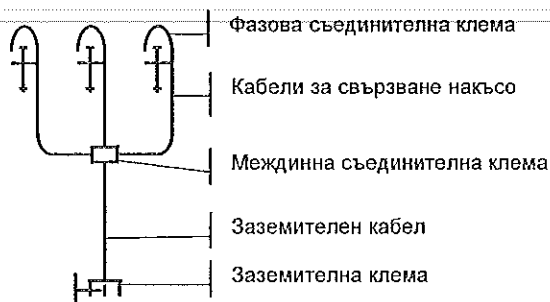 Фазова съединителна клема
Кабели за свързване накъсо
Междинна съединителна клема
Заземителен кабел
Заземителна клема